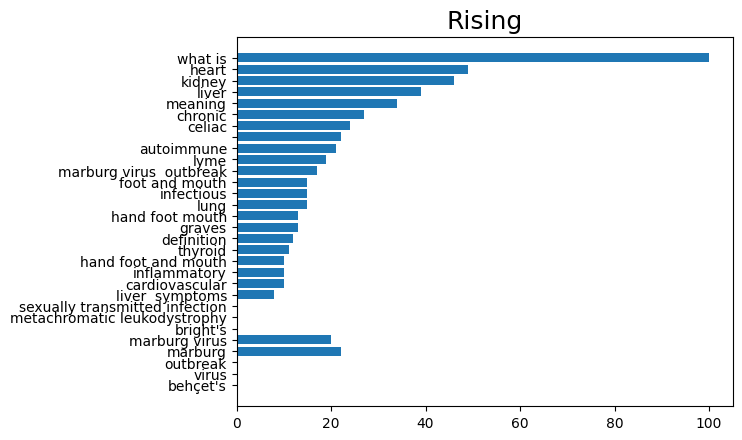 Rising
what is
heart
kidney
liver
meaning
chronic
celiac
autoimmune
lyme
marburg virus  outbreak
foot and mouth
infectious
lung
hand foot mouth
graves
definition
thyroid
hand foot and mouth
inflammatory
cardiovascular
liver  symptoms
sexually transmitted infection
metachromatic leukodystrophy
bright's
marburg virus
marburg
outbreak
virus
behçet's
0 20 40 60 80 100